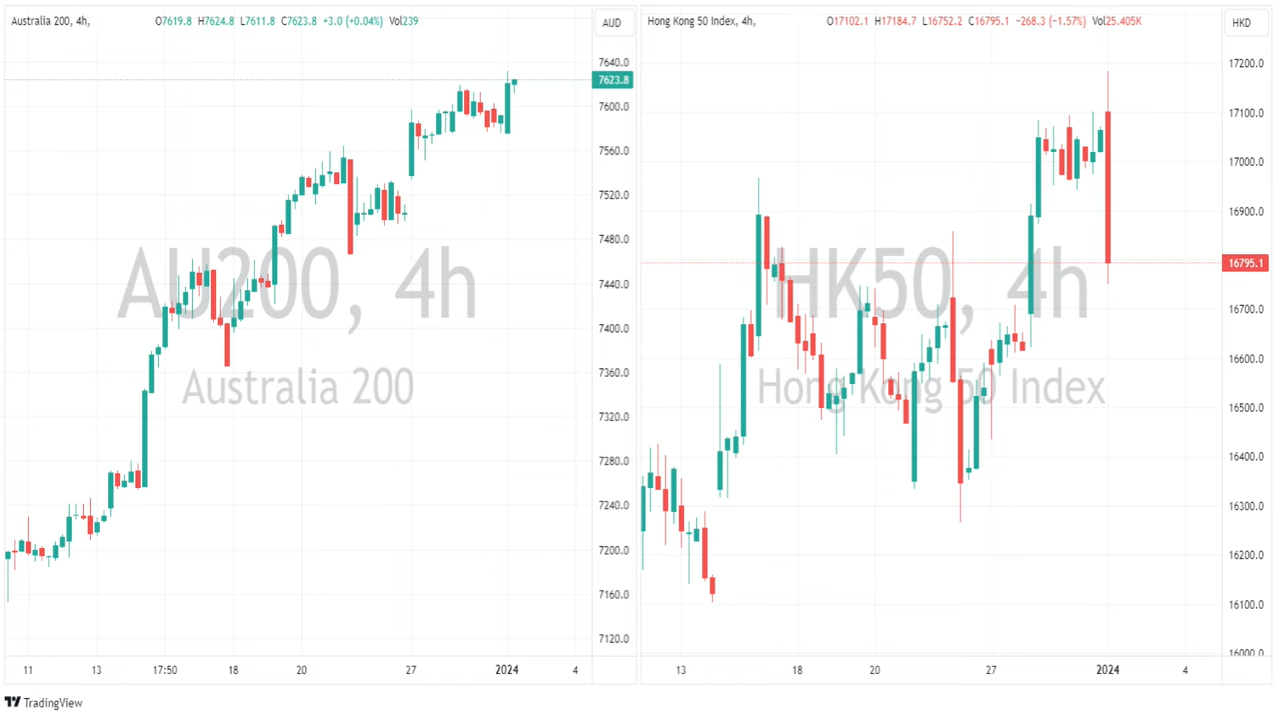 Australia 200, 4h, O7619.8 H7624.8 L7611.8 C7623.8 +3.0 (+0.04%) Vol239
AUD
7640.0
7623.8
7600.0
7560.0
7520.0
7480.0
7440.0
7400.0
7360.0
7320.0
7280.0
7240.0
7200.0
7160.0
7120.0
AU200, 4h
Australia 200
11 13 17:50 18 20 27 2024 4
Hong Kong 50 Index, 4h, O17102.1 H17184.7 L16752.2 C16795.1 −268.3 (−1.57%) Vol25.405K
HKD
17200.0
17100.0
17000.0
16900.0
16795.1
16700.0
16600.0
16500.0
16400.0
16300.0
16200.0
16100.0
16000.0
HK50, 4h
Hong Kong 50 Index
13 18 20 27 2024 4
TradingView